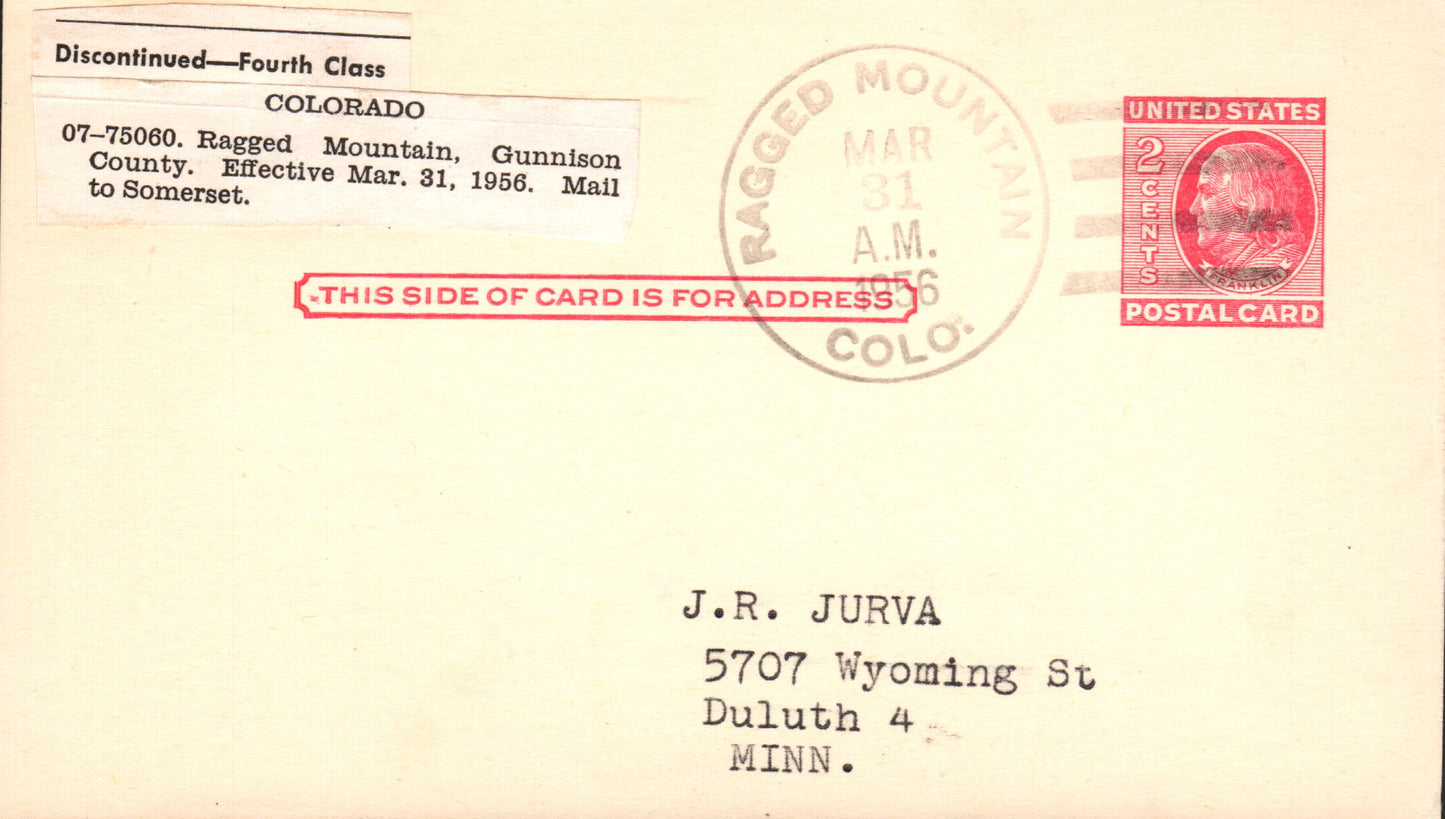 Discontinued—Fourth Class
COLORADO
07–75060. Ragged Mountain, Gunnison
County. Effective Mar. 31, 1956. Mail
to Somerset.
RAGGED MOUNTAIN
MAR
31
A.M.
1956
COLO.
UNITED STATES
2 CENTS
FRANKLIN
POSTAL CARD
THIS SIDE OF CARD IS FOR ADDRESS
J.R. JURVA
5707 Wyoming St
Duluth 4
MINN.